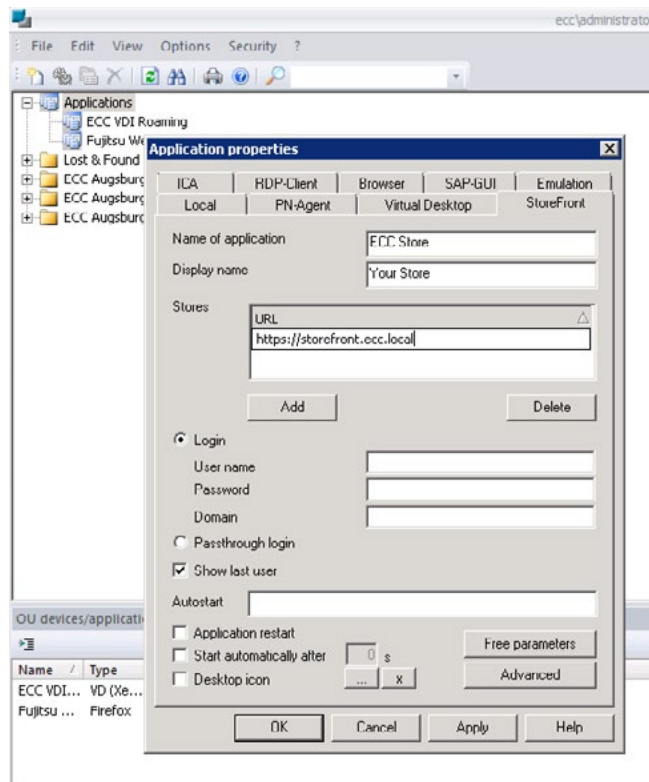 ecc\administrato
File Edit View Options Security ?
Applications
ECC VDI Roaming
Fujitsu We
Lost & Found
ECC Augsburg
ECC Augsburg
ECC Augsburg
Application properties
ICA RDP-Client Browser SAP-GUI Emulation
Local PN-Agent Virtual Desktop StoreFront
Name of application ECC Store
Display name Your Store
Stores URL
https://storefront.ecc.local
Add Delete
Login
User name
Password
Domain
Passthrough login
Show last user
Autostart
Application restart
Start automatically after 0 s
Free parameters
Desktop icon ... x Advanced
OK Cancel Apply Help
OU devices/applicati
Name / Type
ECC VDI... VD (Xe...
Fujitsu ... Firefox